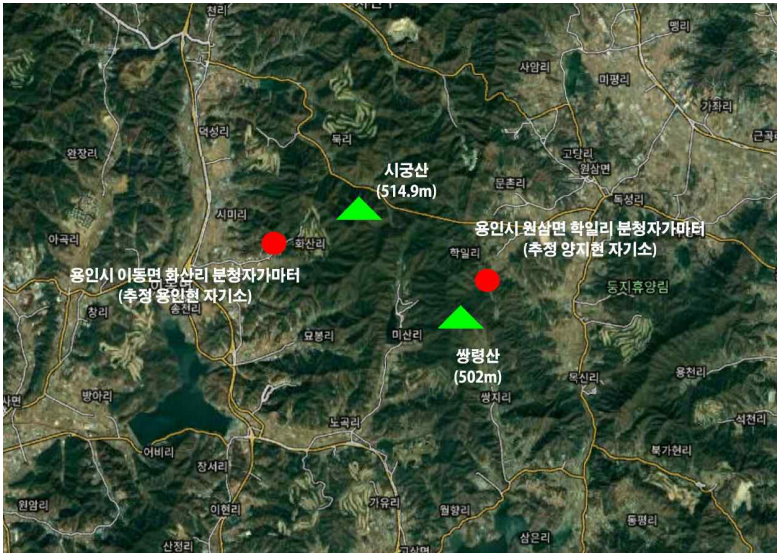 천리
맹리
사암리
미평리
가좌리
덕성리
묵리
근곡
완장리
고당리
원삼면
시궁산
(514.9m)
문촌리
독성리
시미리
용인시 원삼면 학일리 분청자가마터
(추정 양지현 자기소)
아곡리
화산리
학일리
용인시 이동면 화산리 분청자가마터
(추정 용인현 자기소)
둥지휴양림
창리
송전리
묘봉리
미산리
쌍령산
(502m)
용천리
목신리
방아리
사면
쌍지리
석천리
노곡리
어비리
장서리
북가현리
원암리
이현리
가유리
월향리
동평리
산정리
고삼면
삼은리